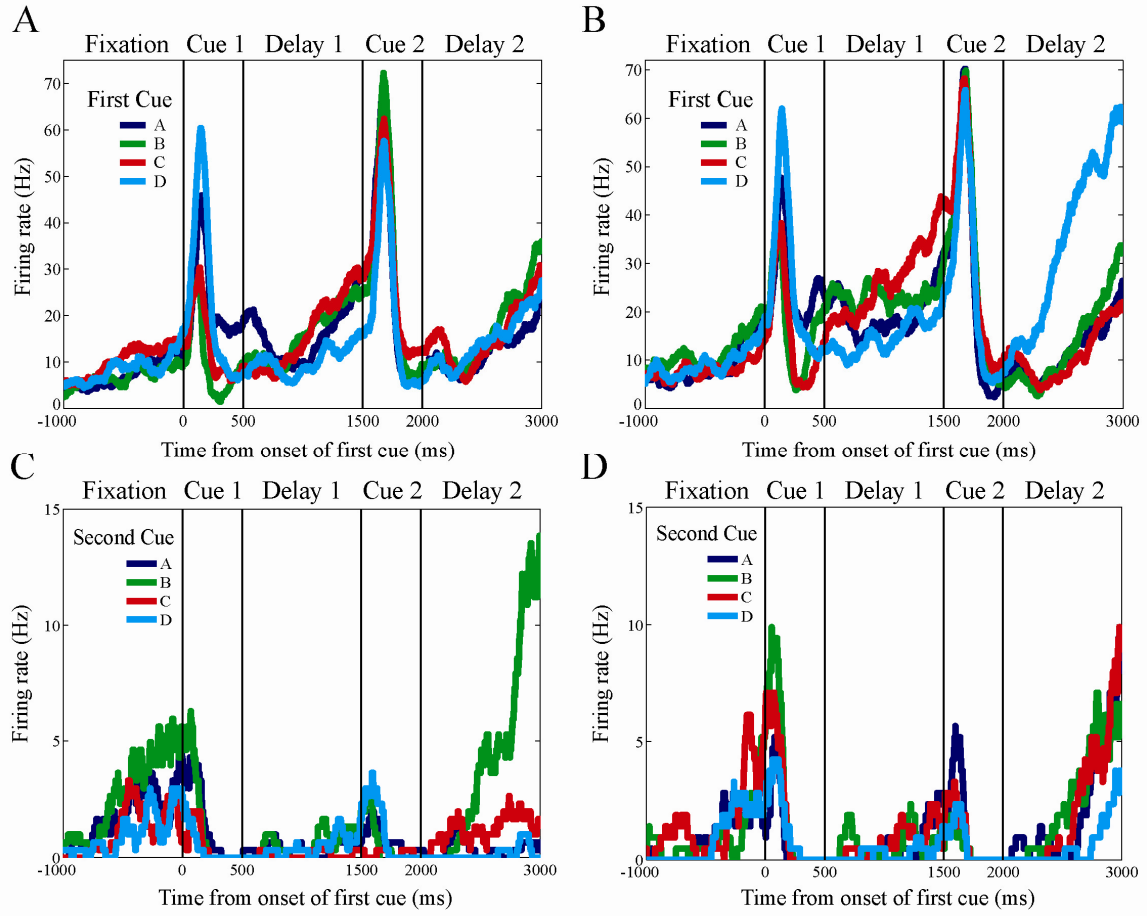 A
Fixation Cue 1 Delay 1 Cue 2 Delay 2
First Cue
A
B
C
D
Firing rate (Hz)
70
60
50
40
30
20
10
0
-1000 0 500 1500 2000 3000
Time from onset of first cue (ms)
B
Fixation Cue 1 Delay 1 Cue 2 Delay 2
First Cue
A
B
C
D
Firing rate (Hz)
70
60
50
40
30
20
10
0
-1000 0 500 1500 2000 3000
Time from onset of first cue (ms)
C
Fixation Cue 1 Delay 1 Cue 2 Delay 2
Second Cue
A
B
C
D
Firing rate (Hz)
15
10
5
0
-1000 0 500 1500 2000 3000
Time from onset of first cue (ms)
D
Fixation Cue 1 Delay 1 Cue 2 Delay 2
Second Cue
A
B
C
D
Firing rate (Hz)
15
10
5
0
-1000 0 500 1500 2000 3000
Time from onset of first cue (ms)